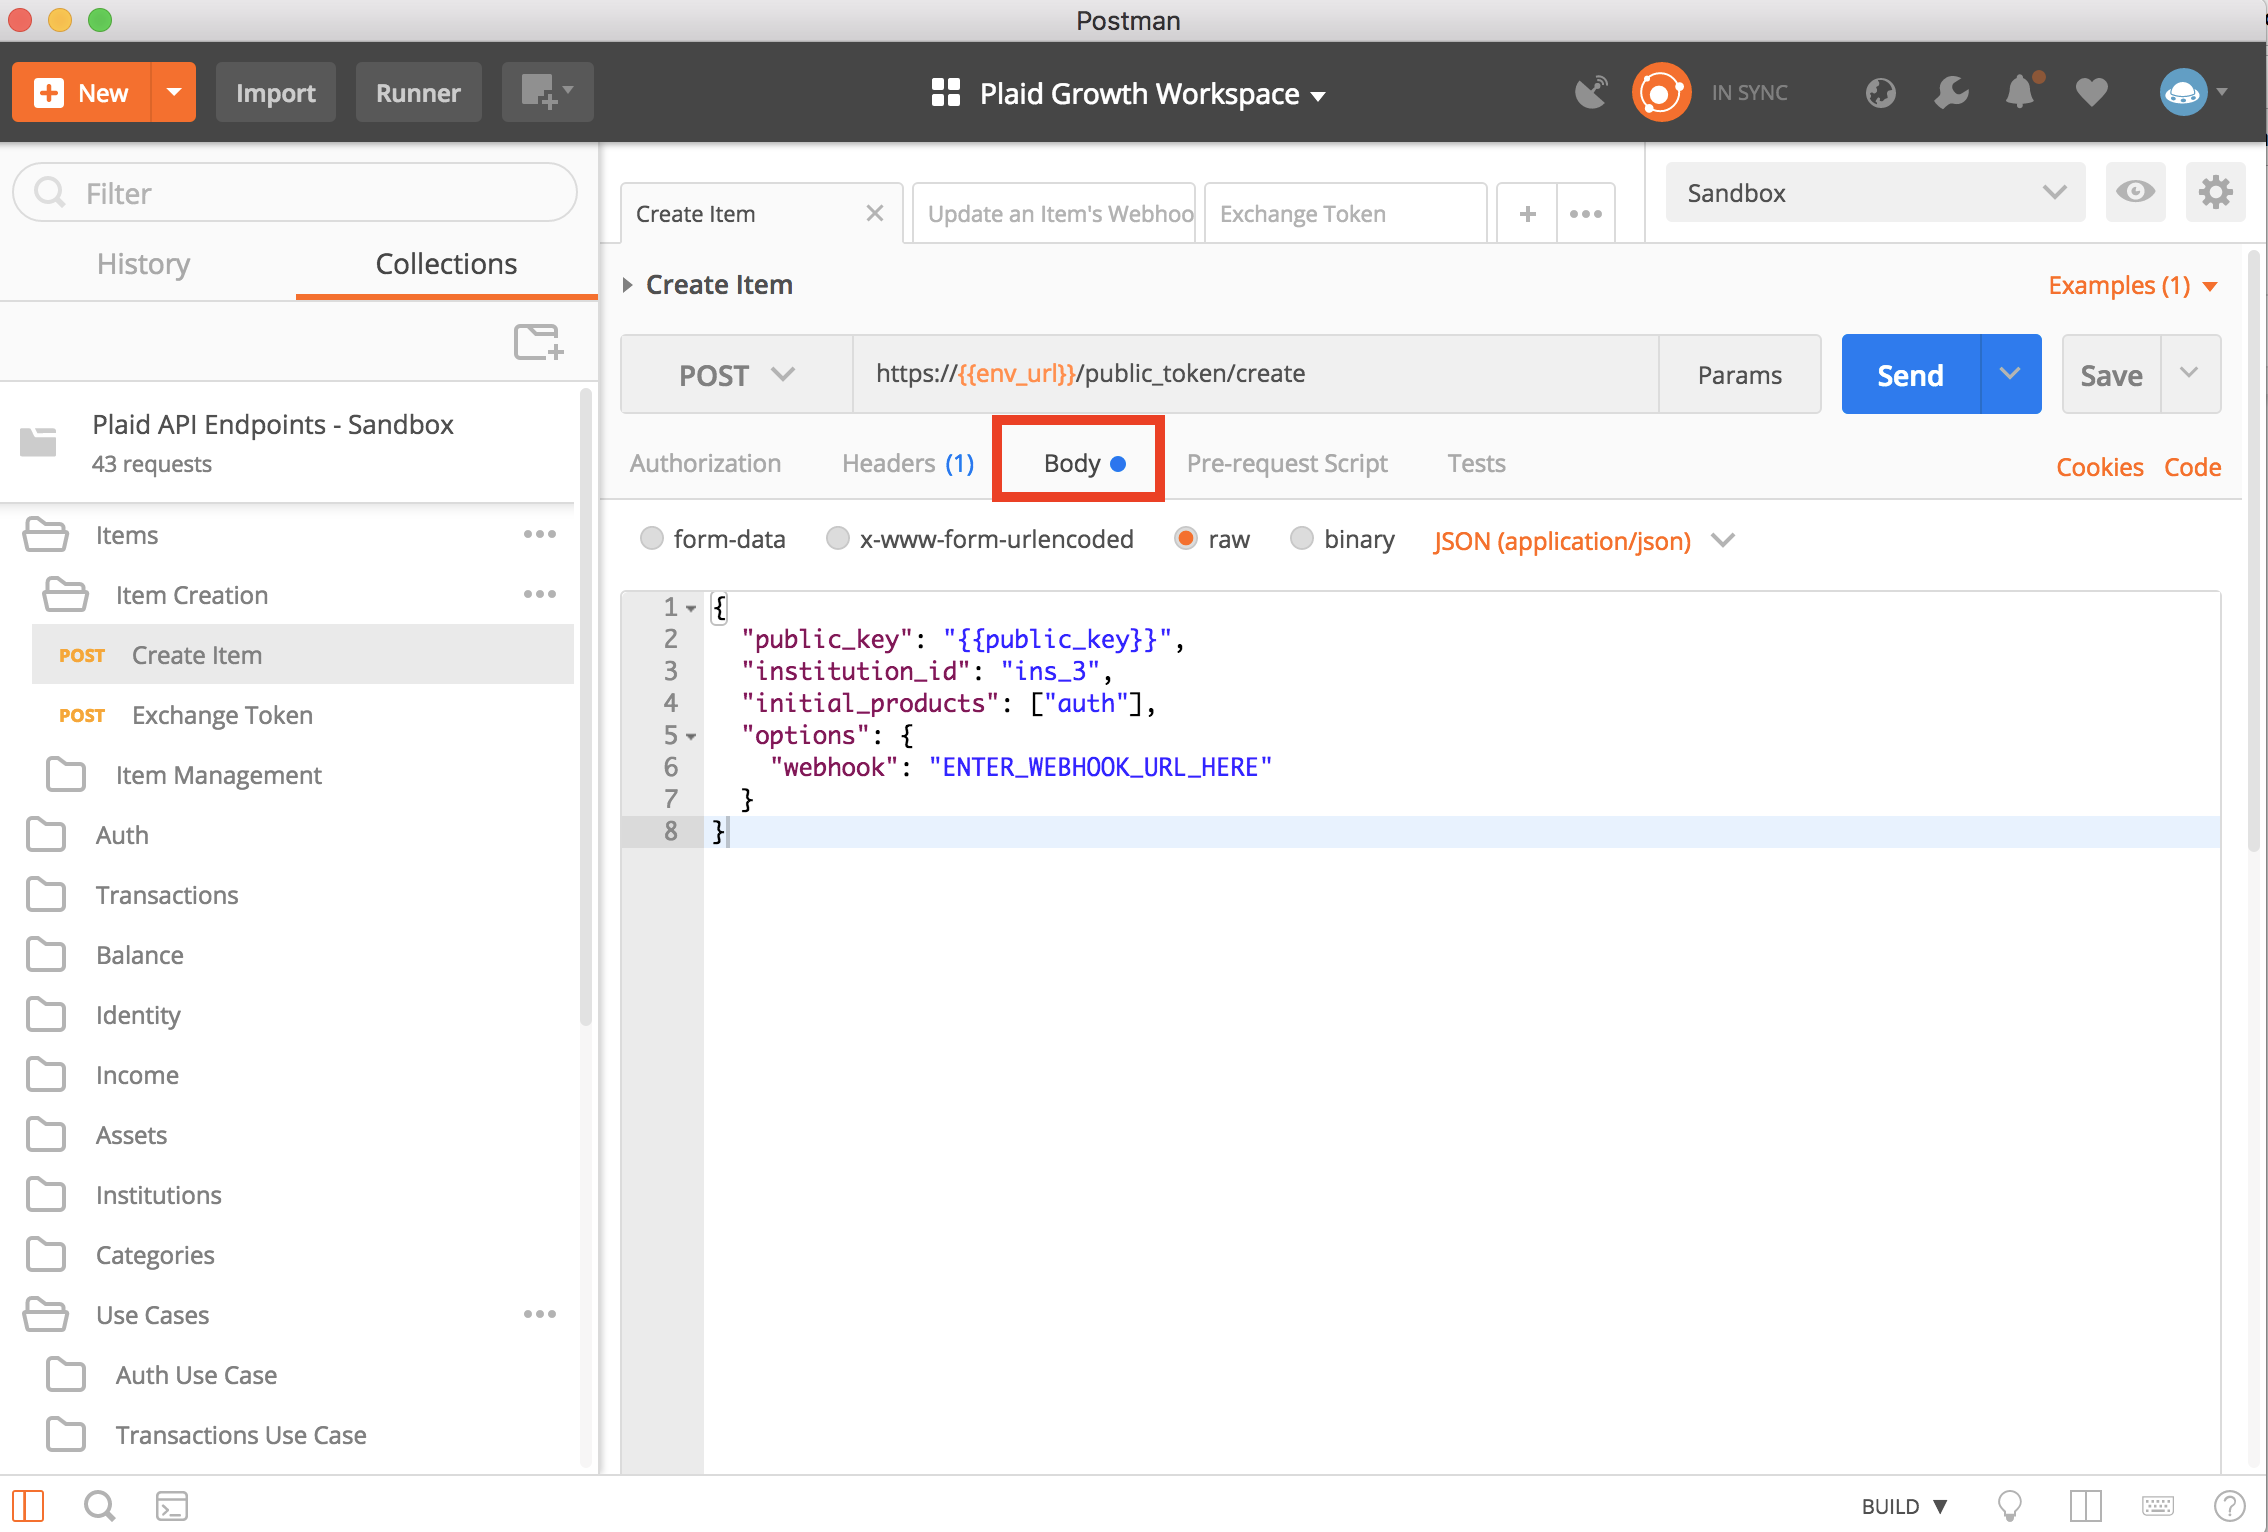 Postman
New
Import
Runner
Plaid Growth Workspace
IN SYNC
Filter
History
Collections
Plaid API Endpoints - Sandbox
43 requests
Items
Item Creation
POST Create Item
POST Exchange Token
Item Management
Auth
Transactions
Balance
Identity
Income
Assets
Institutions
Categories
Use Cases
Auth Use Case
Transactions Use Case
Create Item
Update an Item's Webhoo
Exchange Token
Sandbox
Create Item
Examples (1)
POST
https://{{env_url}}/public_token/create
Params
Send
Save
Authorization
Headers (1)
Body
Pre-request Script
Tests
Cookies
Code
form-data
x-www-form-urlencoded
raw
binary
JSON (application/json)
1 {
2 "public_key": "{{public_key}}",
3 "institution_id": "ins_3",
4 "initial_products": ["auth"],
5 "options": {
6 "webhook": "ENTER_WEBHOOK_URL_HERE"
7 }
8 }
BUILD